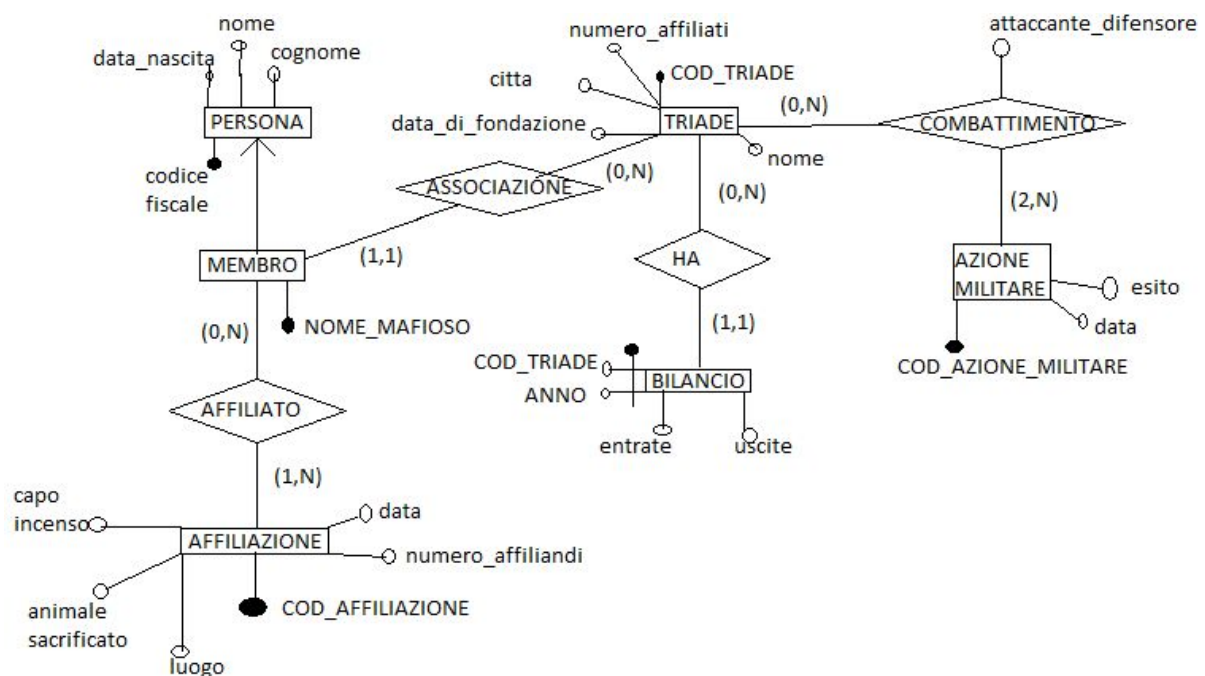 nome
data_nascita
cognome
PERSONA
codice
fiscale
numero_affiliati
citta
COD_TRIADE
data_di_fondazione
TRIADE
nome
(0,N)
attaccante_difensore
COMBATTIMENTO
ASSOCIAZIONE
(0,N)
(0,N)
(2,N)
(1,1)
MEMBRO
NOME_MAFIOSO
HA
AZIONE
MILITARE
esito
data
COD_AZIONE_MILITARE
(0,N)
(1,1)
COD_TRIADE
ANNO
BILANCIO
entrate
uscite
AFFILIATO
(1,N)
capo
incenso
data
AFFILIAZIONE
numero_affiliandi
animale
sacrificato
COD_AFFILIAZIONE
luogo